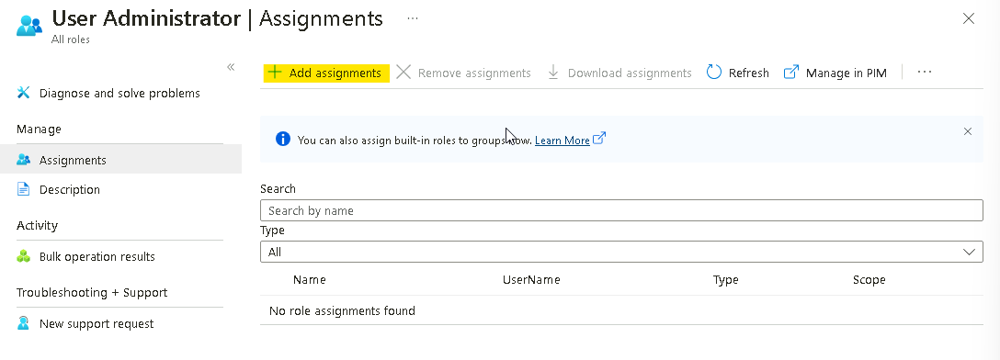 User Administrator | Assignments ...
All roles
«
+ Add assignments Remove assignments Download assignments Refresh Manage in PIM ...
Diagnose and solve problems
Manage
Assignments
Description
Activity
Bulk operation results
Troubleshooting + Support
New support request
You can also assign built-in roles to groups now. Learn More
Search
Search by name
Type
All
Name UserName Type Scope
No role assignments found